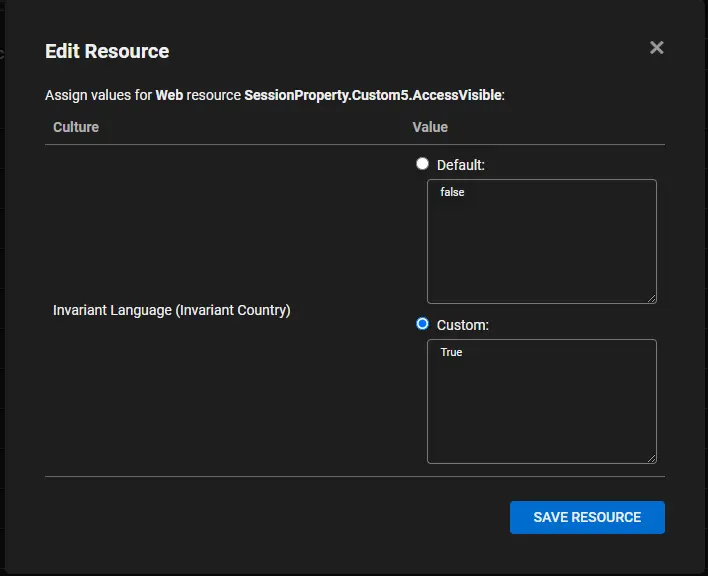 Edit Resource
Assign values for Web resource SessionProperty.Custom5.AccessVisible:
Culture Value
Default:
false
Invariant Language (Invariant Country)
Custom:
True
SAVE RESOURCE